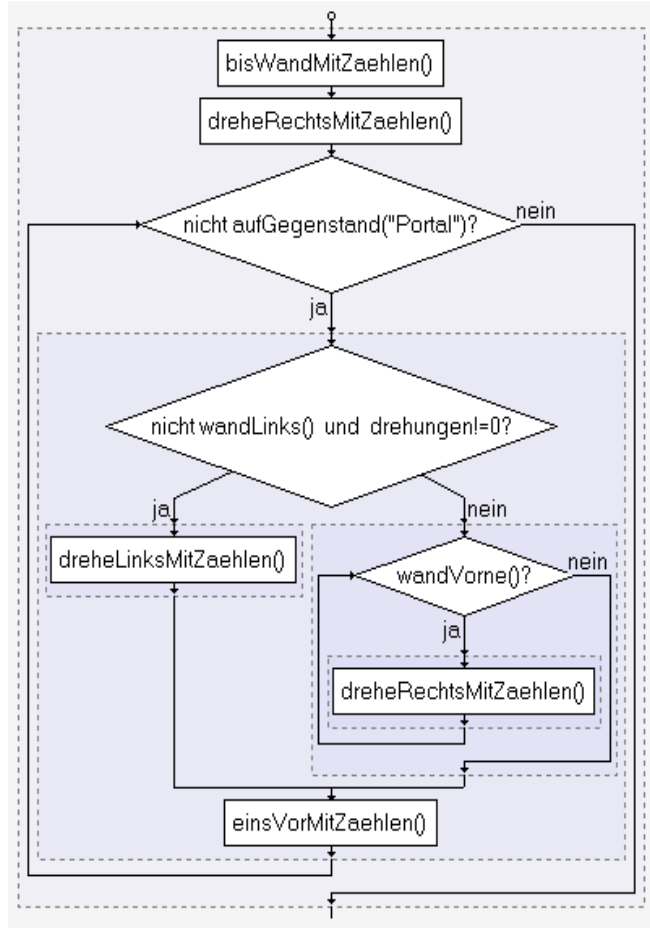 bisWandMitZaehlen()
dreheRechtsMitZaehlen()
nicht aufGegenstand("Portal")?
nein
ja
nicht wandLinks() und drehungen!=0?
ja
nein
dreheLinksMitZaehlen()
wandVorne()?
nein
ja
dreheRechtsMitZaehlen()
einsVorMitZaehlen()